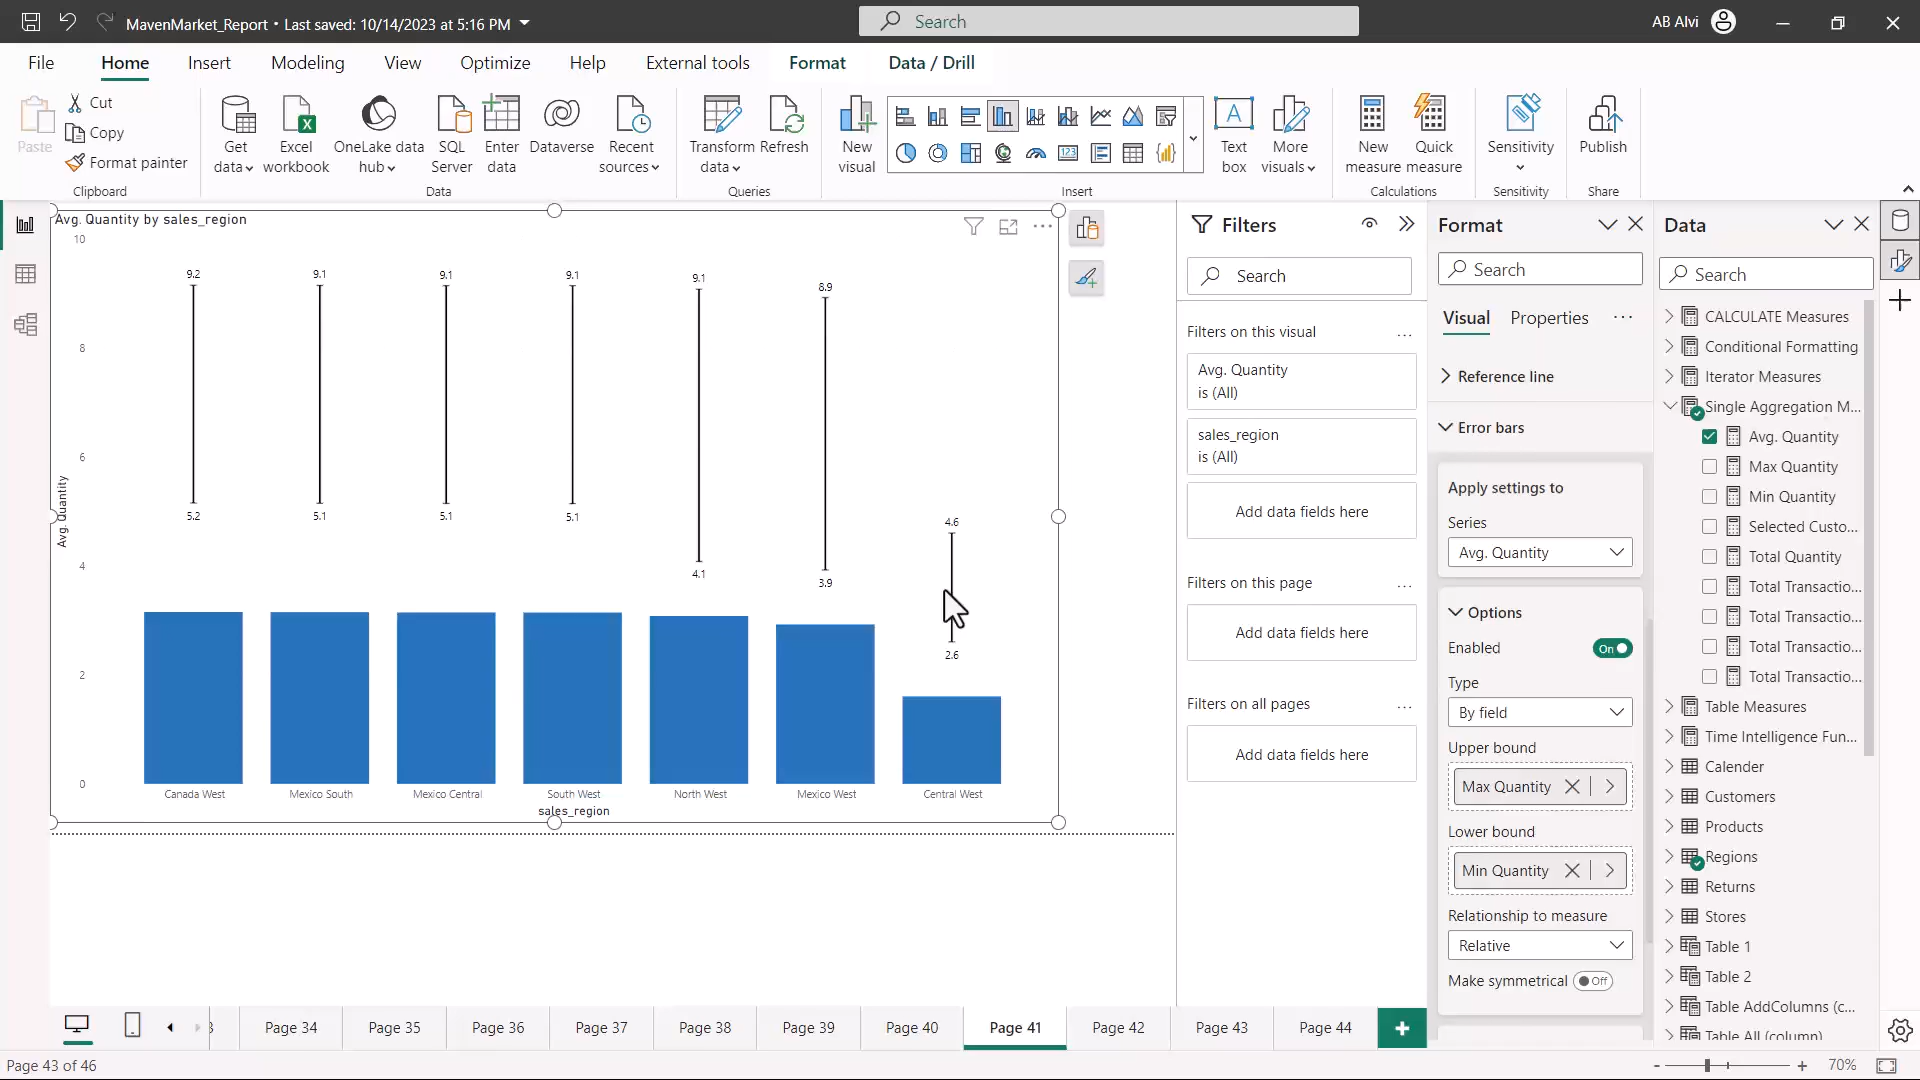 MavenMarket_Report • Last saved: 10/14/2023 at 5:16 PM
Search
AB Alvi
File
Home
Insert
Modeling
View
Optimize
Help
External tools
Format
Data / Drill
Paste
Cut
Copy
Format painter
Clipboard
Get data
Excel workbook
OneLake data hub
SQL Server
Enter data
Dataverse
Recent sources
Data
Transform data
Refresh
Queries
New visual
Text box
More visuals
Insert
New measure
Quick measure
Calculations
Sensitivity
Sensitivity
Publish
Share
Avg. Quantity by sales_region
10
8
6
4
2
0
Avg. Quantity
9.2
9.1
9.1
9.1
9.1
8.9
4.6
5.2
5.1
5.1
5.1
4.1
3.9
2.6
Canada West
Mexico South
Mexico Central
South West
North West
Mexico West
Central West
sales_region
Filters
Search
Filters on this visual
Avg. Quantity
is (All)
sales_region
is (All)
Add data fields here
Filters on this page
Add data fields here
Filters on all pages
Add data fields here
Format
Search
Visual
Properties
Reference line
Error bars
Apply settings to
Series
Avg. Quantity
Options
Enabled
On
Type
By field
Upper bound
Max Quantity
Lower bound
Min Quantity
Relationship to measure
Relative
Make symmetrical
Off
Data
Search
CALCULATE Measures
Conditional Formatting
Iterator Measures
Single Aggregation M...
Avg. Quantity
Max Quantity
Min Quantity
Selected Custo...
Total Quantity
Total Transactio...
Total Transactio...
Total Transactio...
Total Transactio...
Table Measures
Time Intelligence Fun...
Calender
Customers
Products
Regions
Returns
Stores
Table 1
Table 2
Table AddColumns (c...
Table All (column)
3
Page 34
Page 35
Page 36
Page 37
Page 38
Page 39
Page 40
Page 41
Page 42
Page 43
Page 44
Page 43 of 46
70%